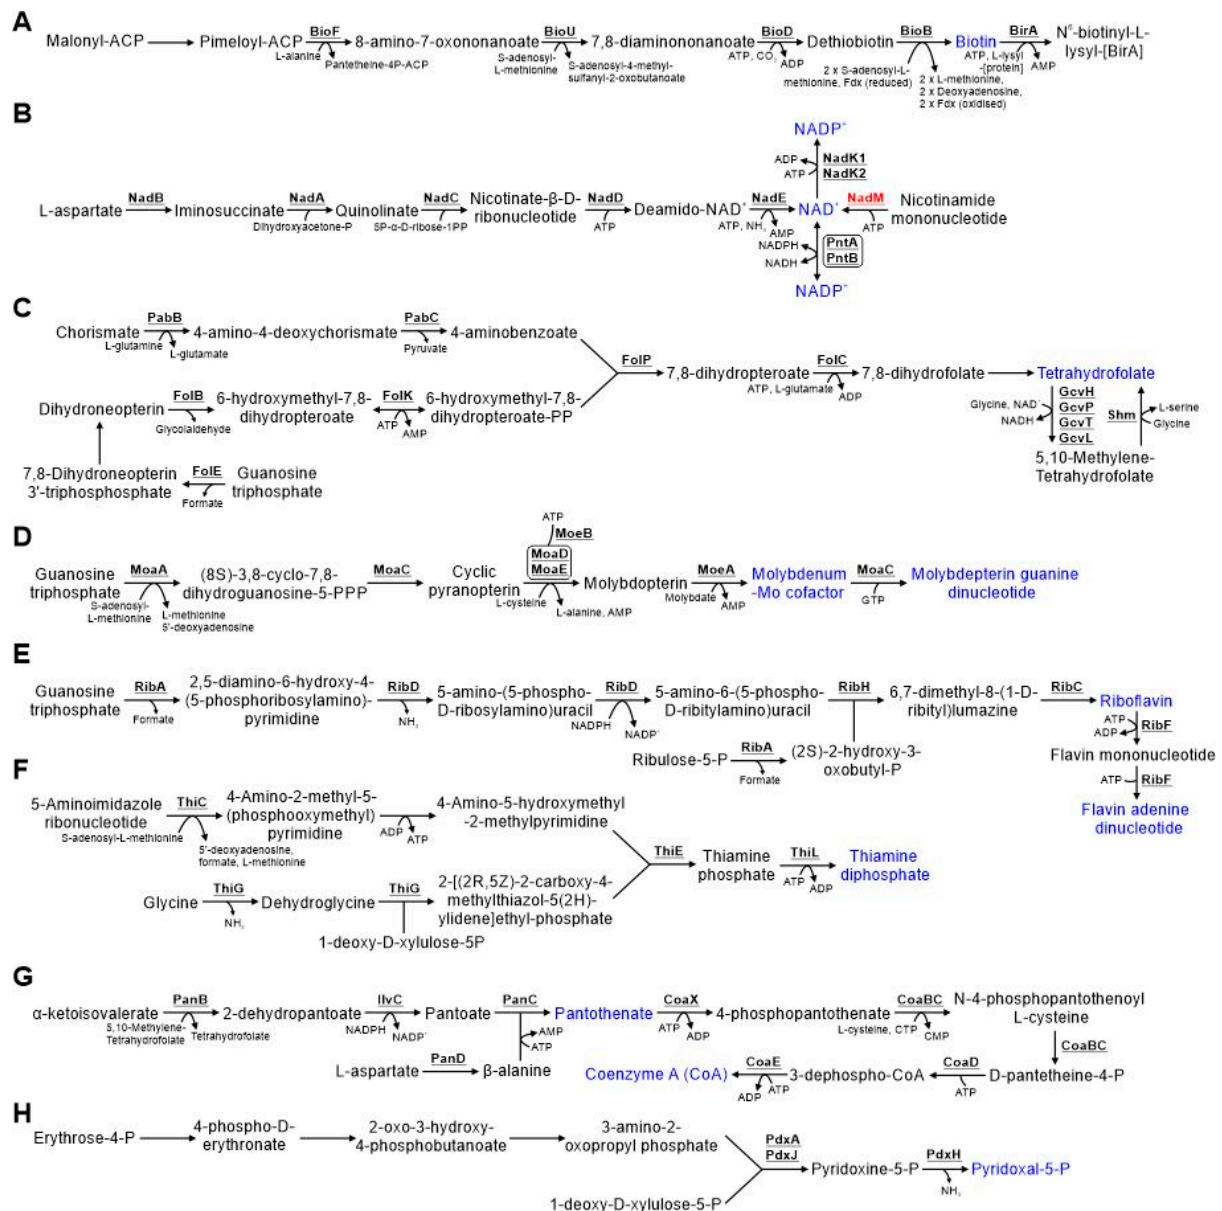 A
Malonyl-ACP
Pimeloyl-ACP
BioF
L-alanine
Pantetheine-4P-ACP
8-amino-7-oxononanoate
BioU
S-adenosyl-
L-methionine
S-adenosyl-4-methyl-
sulfanyl-2-oxobutanoate
7,8-diaminononanoate
BioD
ATP, CO₂
ADP
Dethiobiotin
BioB
2 x S-adenosyl-L-
methionine, Fdx (reduced)
2 x L-methionine,
2 x Deoxyadenosine,
2 x Fdx (oxidised)
Biotin
BirA
ATP, L-lysyl
-[protein]
AMP
N⁶-biotinyl-L-
lysyl-[BirA]
B
L-aspartate
NadB
Iminosuccinate
NadA
Dihydroxyacetone-P
Quinolinate
NadC
5P-α-D-ribose-1PP
Nicotinate-β-D-
ribonucleotide
NadD
ATP
Deamido-NAD⁺
NadE
ATP, NH₃
AMP
NAD⁺
NadM
ATP
Nicotinamide
mononucleotide
NADP⁺
ADP
ATP
NadK1
NadK2
NADPH
NADH
PntA
PntB
NADP⁺
C
Chorismate
PabB
L-glutamine
L-glutamate
4-amino-4-deoxychorismate
PabC
Pyruvate
4-aminobenzoate
FolP
7,8-dihydropteroate
FolC
ATP, L-glutamate
ADP
7,8-dihydrofolate
Tetrahydrofolate
Dihydroneopterin
FolB
Glycolaldehyde
6-hydroxymethyl-7,8-
dihydropteroate
FolK
ATP
AMP
6-hydroxymethyl-7,8-
dihydropteroate-PP
Glycine, NAD⁺
NADH
GcvH
GcvP
GcvT
GcvL
Shm
L-serine
Glycine
5,10-Methylene-
Tetrahydrofolate
7,8-Dihydroneopterin
3'-triphosphosphate
FolE
Formate
Guanosine
triphosphate
D
Guanosine
triphosphate
MoaA
S-adenosyl-
L-methionine
L-methionine
5'-deoxyadenosine
(8S)-3,8-cyclo-7,8-
dihydroguanosine-5-PPP
MoaC
Cyclic
pyranopterin
ATP
MoeB
MoaD
MoaE
L-cysteine
L-alanine, AMP
Molybdopterin
MoeA
Molybdate
AMP
Molybdenum
-Mo cofactor
MoaC
GTP
Molybdepterin guanine
dinucleotide
E
Guanosine
triphosphate
RibA
Formate
2,5-diamino-6-hydroxy-4-
(5-phosphoribosylamino)-
pyrimidine
RibD
NH₃
5-amino-(5-phospho-
D-ribosylamino)uracil
RibD
NADPH
NADP⁺
5-amino-6-(5-phospho-
D-ribitylamino)uracil
RibH
6,7-dimethyl-8-(1-D-
ribityl)lumazine
RibC
Riboflavin
ATP
ADP
RibF
Flavin mononucleotide
ATP
RibF
Flavin adenine
dinucleotide
Ribulose-5-P
RibA
Formate
(2S)-2-hydroxy-3-
oxobutyl-P
F
5-Aminoimidazole
ribonucleotide
ThiC
S-adenosyl-L-methionine
5'-deoxyadenosine,
formate, L-methionine
4-Amino-2-methyl-5-
(phosphooxymethyl)
pyrimidine
ADP
ATP
4-Amino-5-hydroxymethyl
-2-methylpyrimidine
ThiE
Thiamine
phosphate
ThiL
ATP
ADP
Thiamine
diphosphate
Glycine
ThiG
NH₃
Dehydroglycine
ThiG
2-[(2R,5Z)-2-carboxy-4-
methylthiazol-5(2H)-
ylidene]ethyl-phosphate
1-deoxy-D-xylulose-5P
G
α-ketoisovalerate
PanB
5,10-Methylene-
Tetrahydrofolate
Tetrahydrofolate
2-dehydropantoate
IlvC
NADPH
NADP⁺
Pantoate
PanC
AMP
ATP
Pantothenate
CoaX
ATP
ADP
4-phosphopantothenate
CoaBC
L-cysteine, CTP
CMP
N-4-phosphopantothenoyl
L-cysteine
CoaBC
L-aspartate
PanD
β-alanine
Coenzyme A (CoA)
CoaE
ADP
ATP
3-dephospho-CoA
CoaD
ATP
D-pantetheine-4-P
H
Erythrose-4-P
4-phospho-D-
erythronate
2-oxo-3-hydroxy-
4-phosphobutanoate
3-amino-2-
oxopropyl phosphate
PdxA
PdxJ
Pyridoxine-5-P
PdxH
NH₃
Pyridoxal-5-P
1-deoxy-D-xylulose-5-P